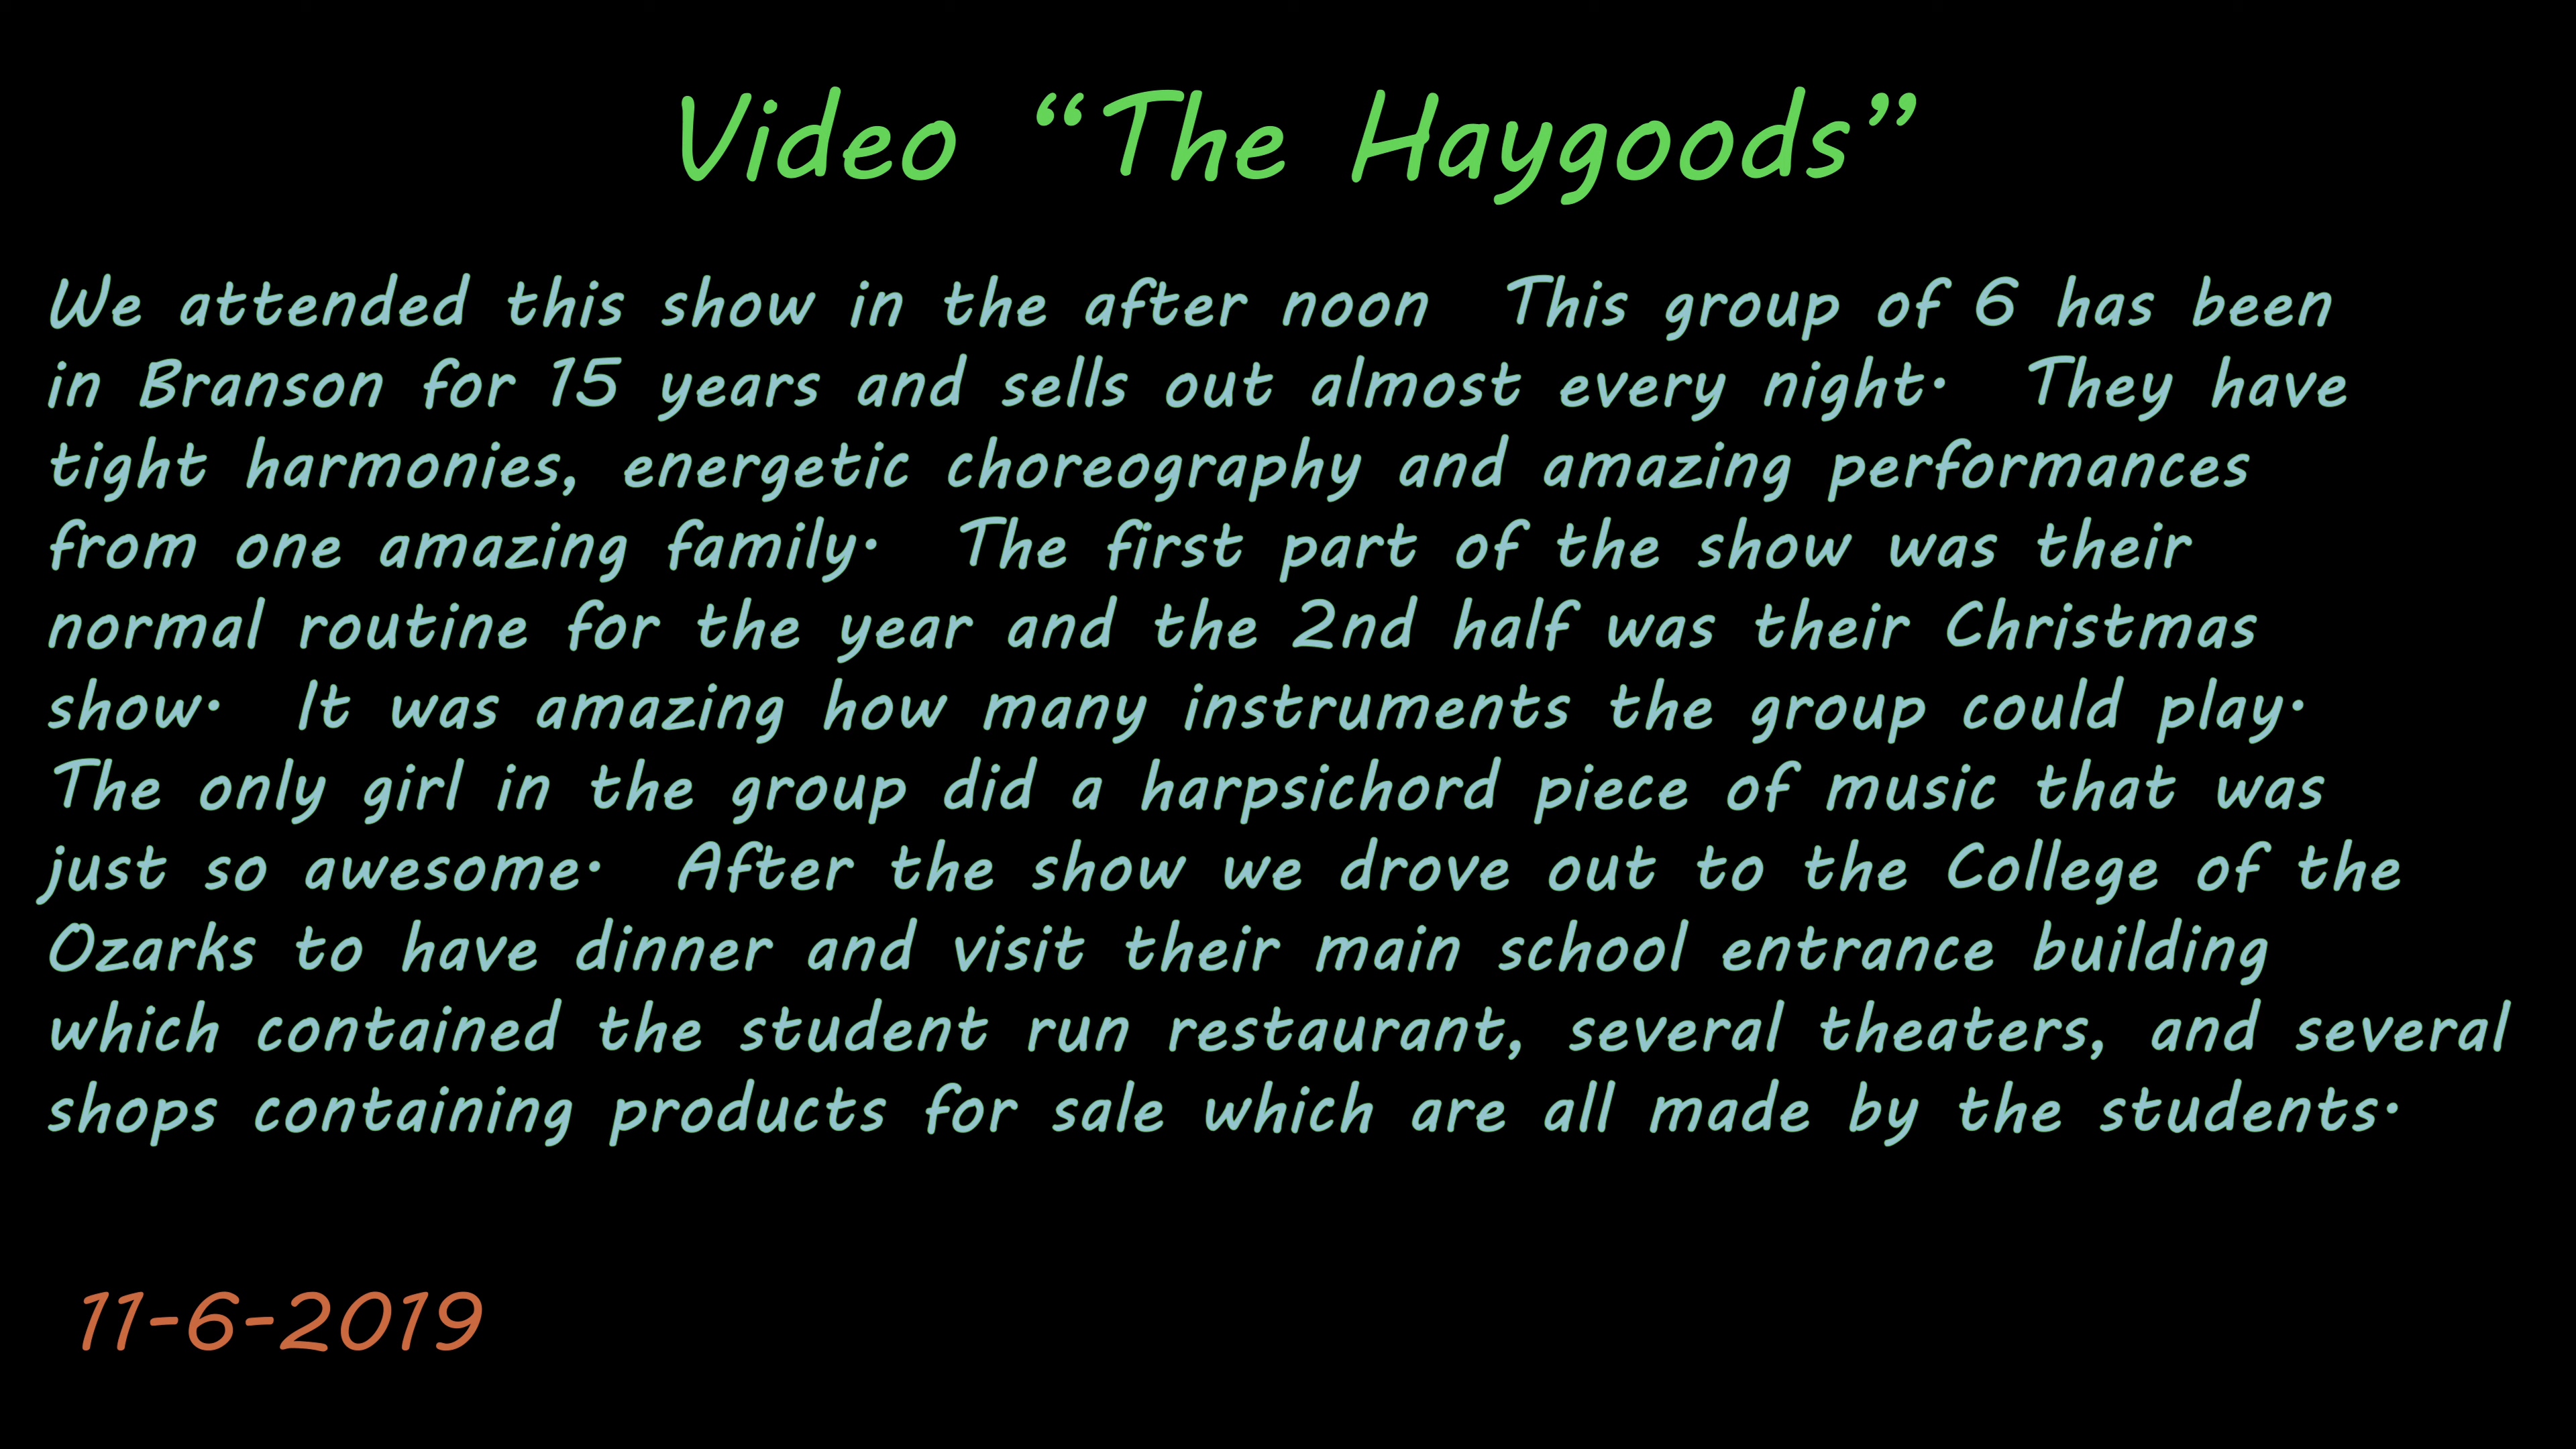 Video “The Haygoods”
We attended this show in the after noon  This group of 6 has been
in Branson for 15 years and sells out almost every night.  They have
tight harmonies, energetic choreography and amazing performances
from one amazing family.  The first part of the show was their
normal routine for the year and the 2nd half was their Christmas
show.  It was amazing how many instruments the group could play.
The only girl in the group did a harpsichord piece of music that was
just so awesome.  After the show we drove out to the College of the
Ozarks to have dinner and visit their main school entrance building
which contained the student run restaurant, several theaters, and several
shops containing products for sale which are all made by the students.
11-6-2019